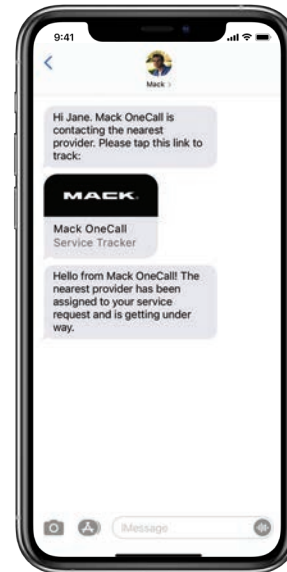 9:41
Mack >
Hi Jane. Mack OneCall is
contacting the nearest
provider. Please tap this link to
track:
MACK.
Mack OneCall
Service Tracker
Hello from Mack OneCall! The
nearest provider has been
assigned to your service
request and is getting under
way.
iMessage